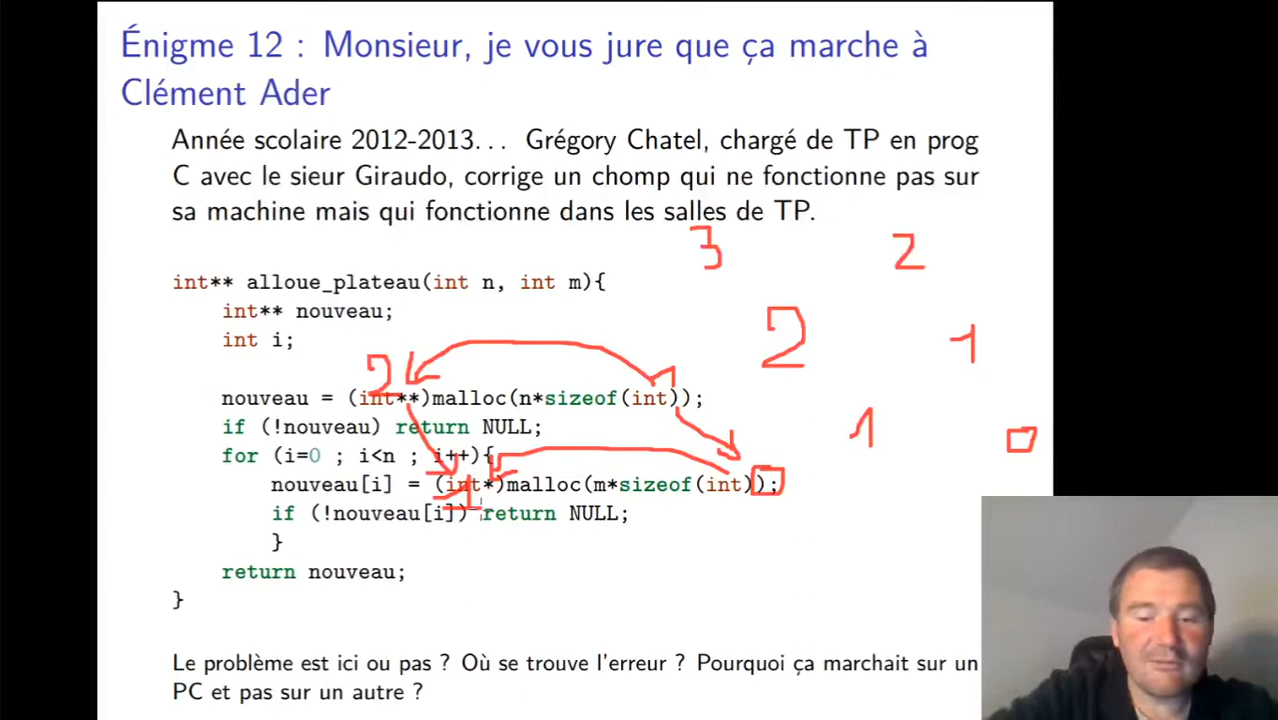 Énigme 12 : Monsieur, je vous jure que ça marche à
Clément Ader
Année scolaire 2012-2013... Grégory Chatel, chargé de TP en prog
C avec le sieur Giraudo, corrige un chomp qui ne fonctionne pas sur
sa machine mais qui fonctionne dans les salles de TP.
3 2
int** alloue_plateau(int n, int m){
int** nouveau;
2 1
int i;
2 1
nouveau = (int**)malloc(n*sizeof(int));
if (!nouveau) return NULL;
1 0
for (i=0 ; i<n ; i++){
nouveau[i] = (int*)malloc(m*sizeof(int));
1 0
if (!nouveau[i]) return NULL;
}
return nouveau;
}
Le problème est ici ou pas ? Où se trouve l'erreur ? Pourquoi ça marchait sur un
PC et pas sur un autre ?